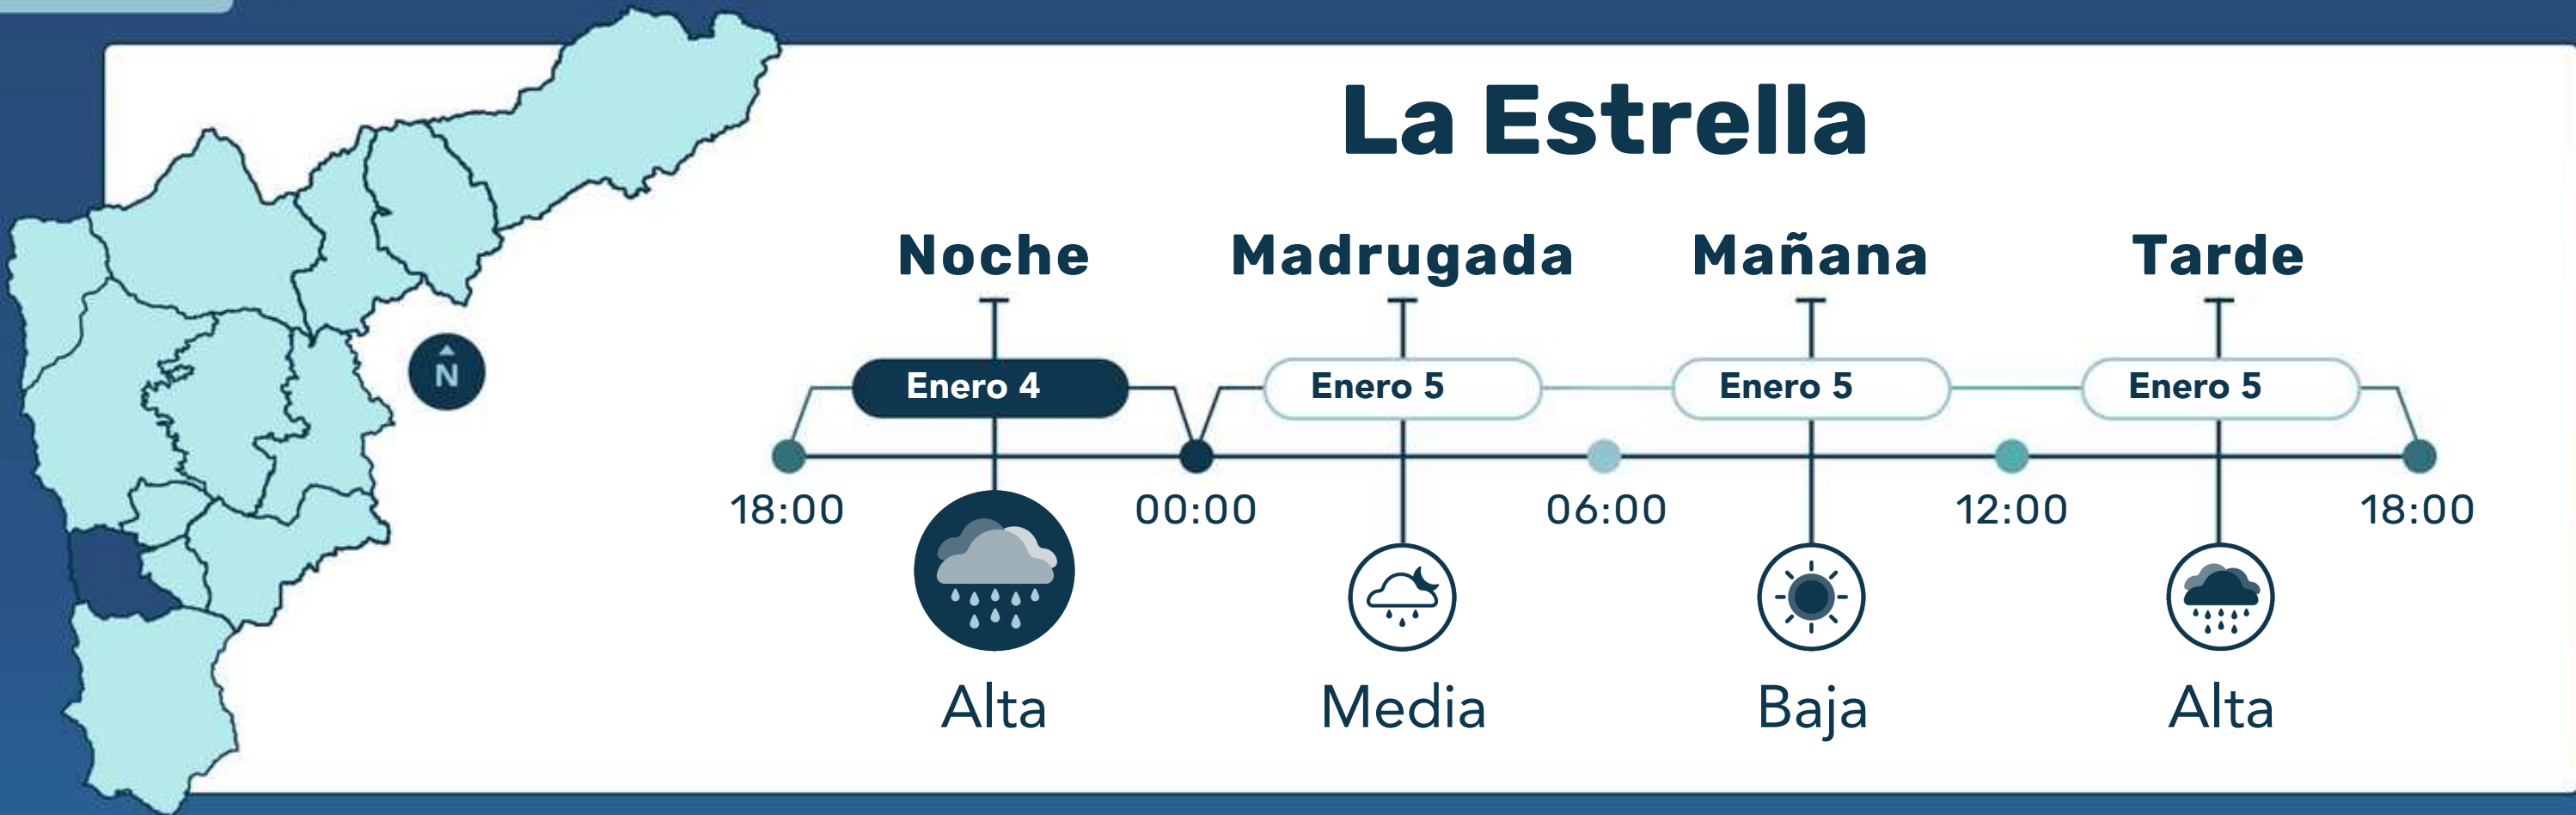 La Estrella
Noche Madrugada Mañana Tarde
N
Enero 4 Enero 5 Enero 5 Enero 5
18:00 00:00 06:00 12:00 18:00
Alta Media Baja Alta